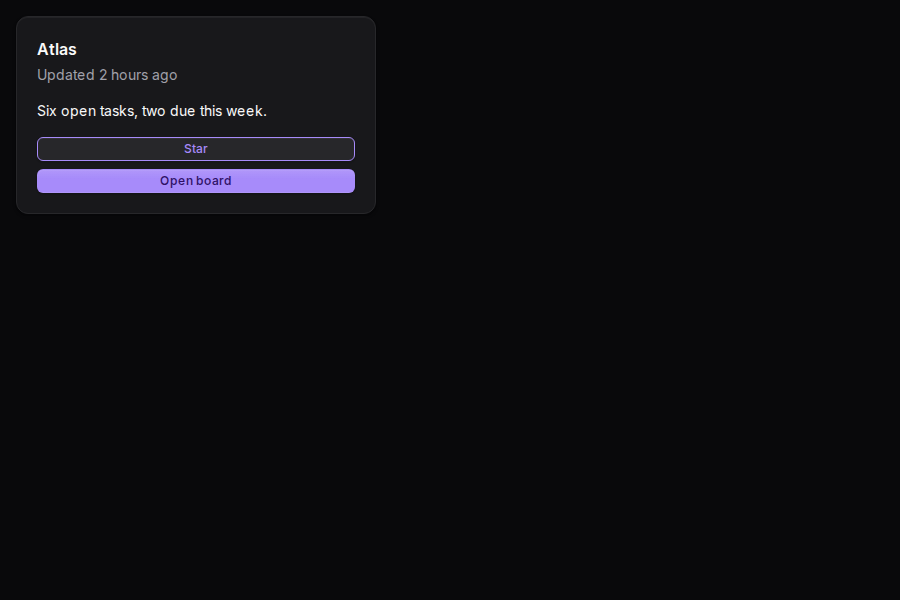 Atlas
Updated 2 hours ago
Six open tasks, two due this week.
Star
Open board